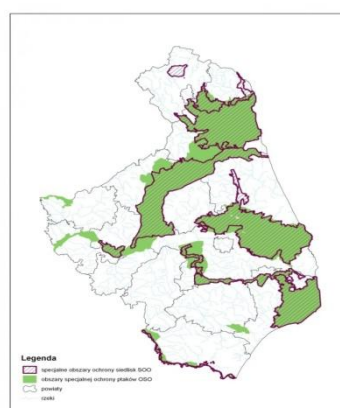 Legenda
specjalne obszary ochrony siedlisk SOO
obszary specjalnej ochrony ptaków OSO
powiaty
rzeki